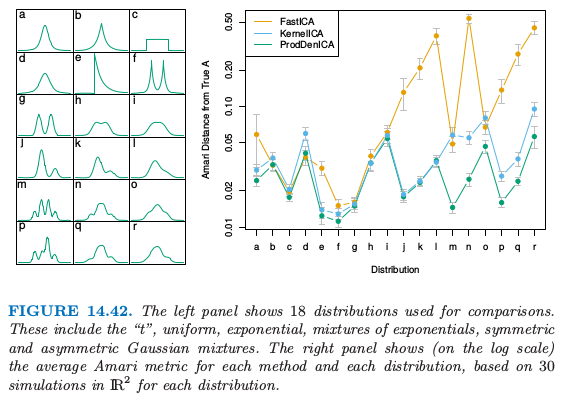 a b c
d e f
g h i
j k l
m n o
p q r
FastICA
KernelICA
ProdDenICA
Amari Distance from True A
0.50
0.20
0.10
0.05
0.02
0.01
a b c d e f g h i j k l m n o p q r
Distribution
FIGURE 14.42. The left panel shows 18 distributions used for comparisons.
These include the “t”, uniform, exponential, mixtures of exponentials, symmetric
and asymmetric Gaussian mixtures. The right panel shows (on the log scale)
the average Amari metric for each method and each distribution, based on 30
simulations in IR² for each distribution.